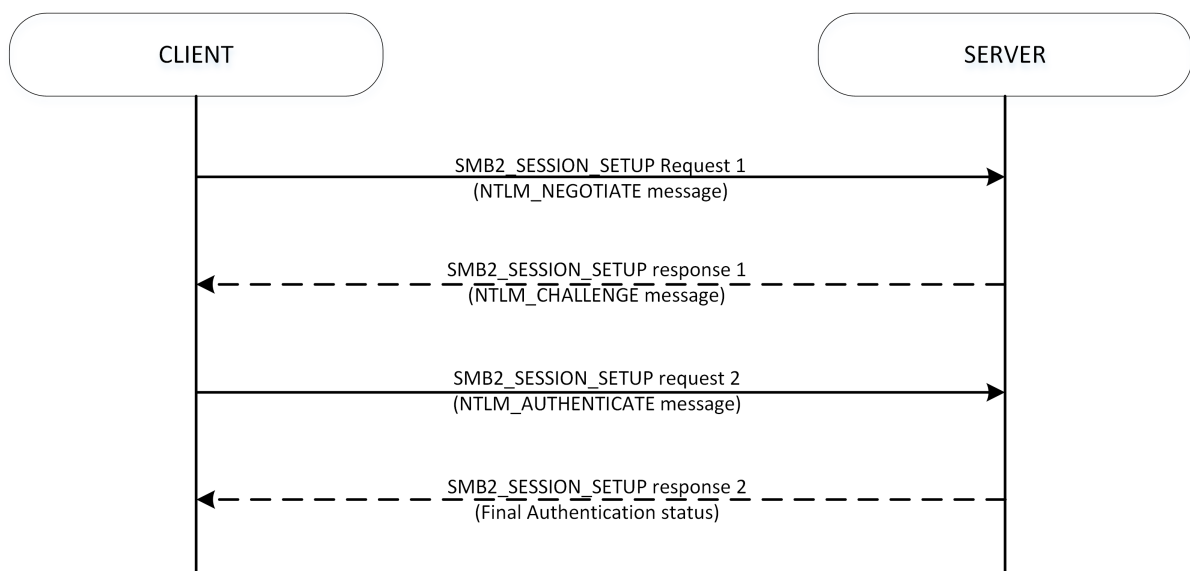 CLIENT
SERVER
SMB2_SESSION_SETUP Request 1
(NTLM_NEGOTIATE message)
SMB2_SESSION_SETUP response 1
(NTLM_CHALLENGE message)
SMB2_SESSION_SETUP request 2
(NTLM_AUTHENTICATE message)
SMB2_SESSION_SETUP response 2
(Final Authentication status)